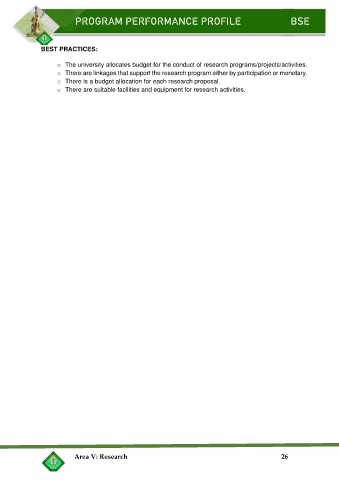 PROGRAM PERFORMANCE PROFILE BSE
BEST PRACTICES:
o The university allocates budget for the conduct of research programs/projects/activities.
o There are linkages that support the research program either by participation or monetary.
o There is a budget allocation for each research proposal.
o There are suitable facilities and equipment for research activities.
Area V: Research 26